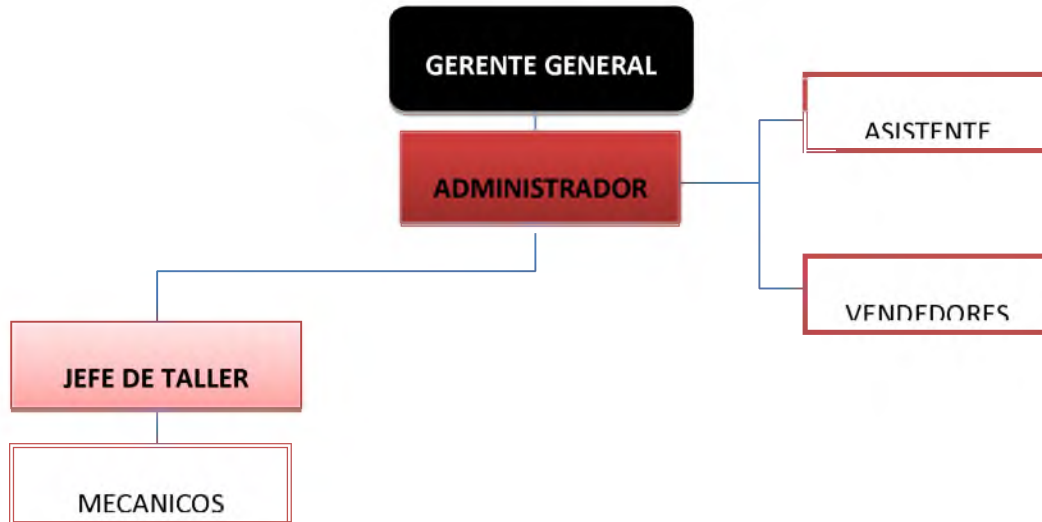 GERENTE GENERAL
ASISTENTE
ADMINISTRADOR
VENDEDORES
JEFE DE TALLER
MECANICOS